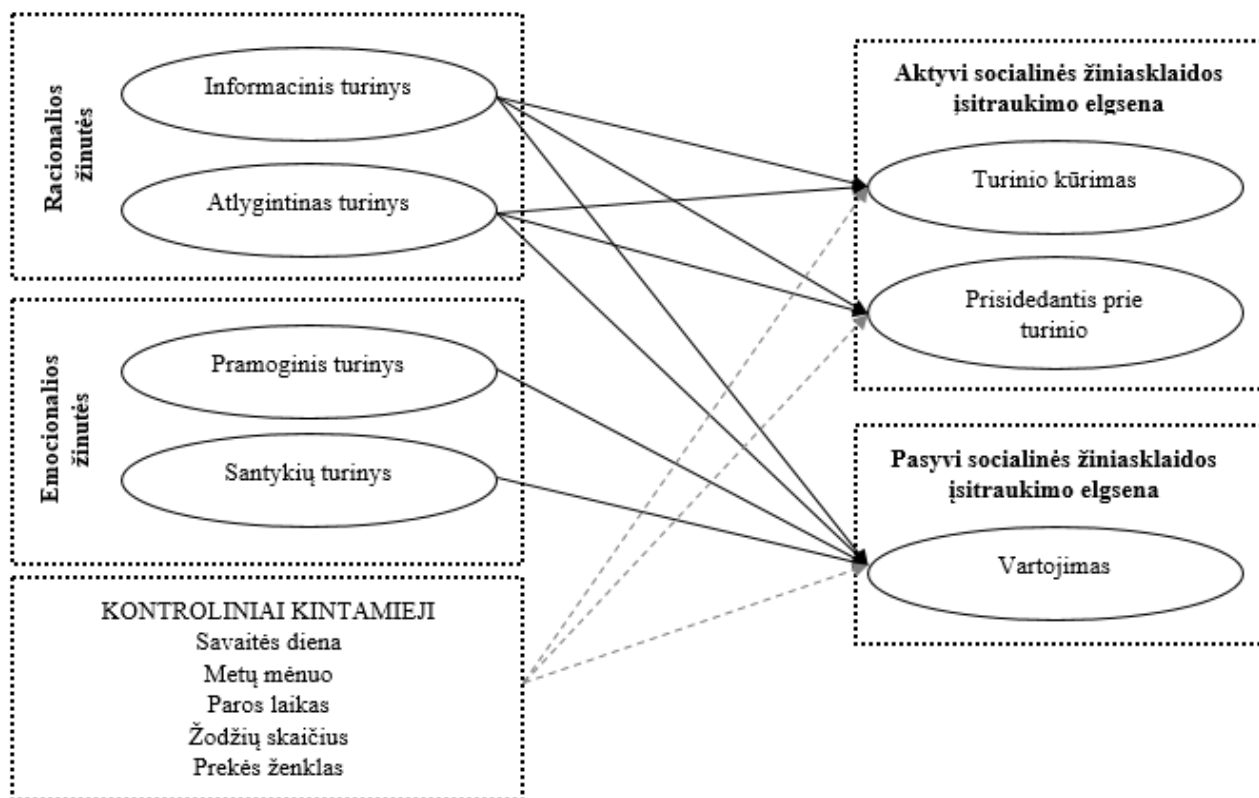 Racionalios
žinutės
Informacinis turinys
Atlygintinas turinys
Emocionalios
žinutės
Pramoginis turinys
Santykių turinys
KONTROLINIAI KINTAMIEJI
Savaitės diena
Metų mėnuo
Paros laikas
Žodžių skaičius
Prekės ženklas
Aktyvi socialinės žiniasklaidos
įsitraukimo elgsena
Turinio kūrimas
Prisidedantis prie
turinio
Pasyvi socialinės žiniasklaidos
įsitraukimo elgsena
Vartojimas